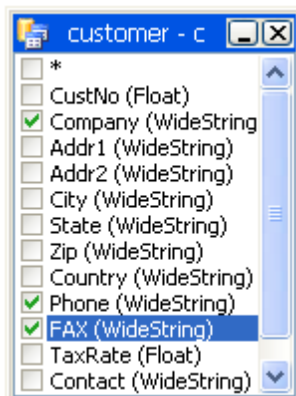 customer - c
*
CustNo (Float)
Company (WideString
Addr1 (WideString)
Addr2 (WideString)
City (WideString)
State (WideString)
Zip (WideString)
Country (WideString)
Phone (WideString)
FAX (WideString)
TaxRate (Float)
Contact (WideString)